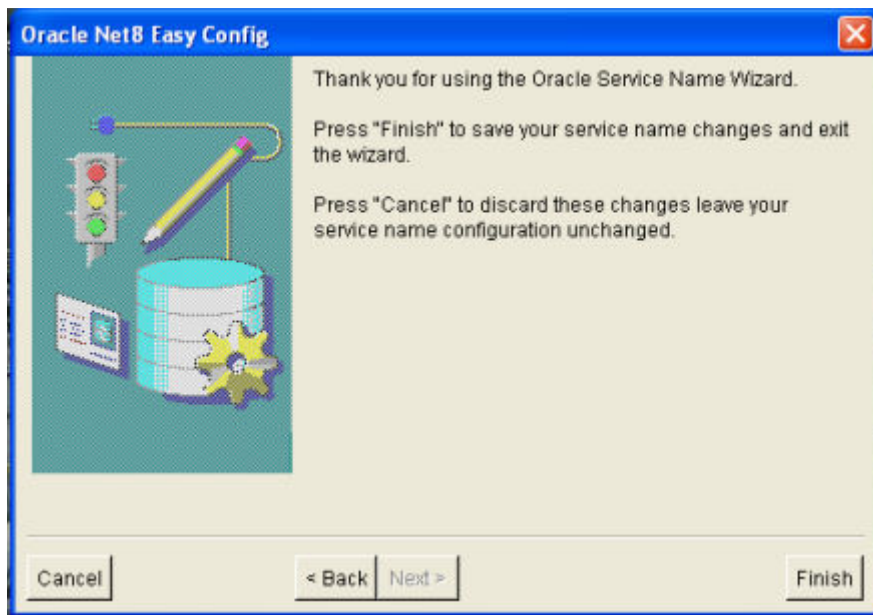 Oracle Net8 Easy Config
Thank you for using the Oracle Service Name Wizard.
Press "Finish" to save your service name changes and exit
the wizard.
Press "Cancel" to discard these changes leave your
service name configuration unchanged.
Cancel
< Back
Next >
Finish